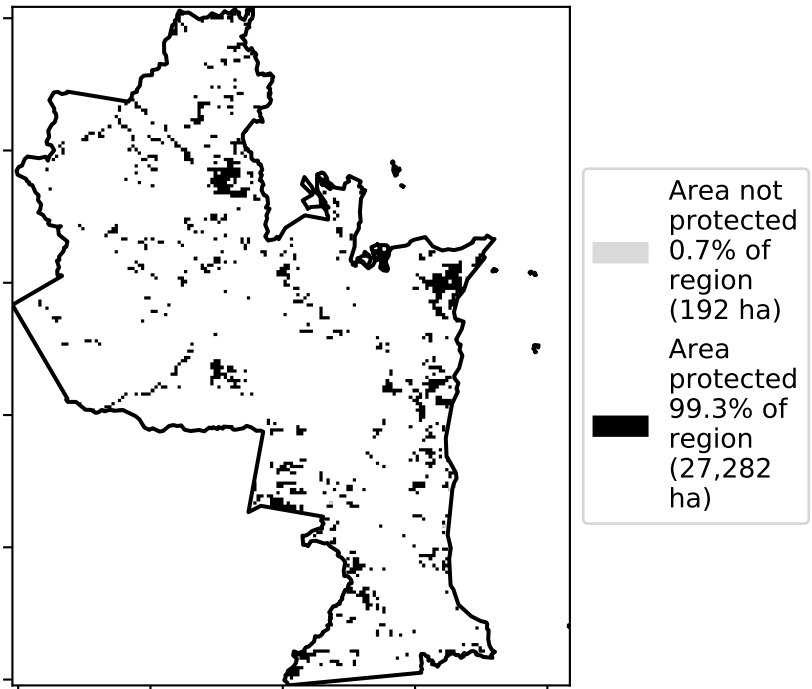 Area not
protected
0.7% of
region
(192 ha)
Area
protected
99.3% of
region
(27,282
ha)